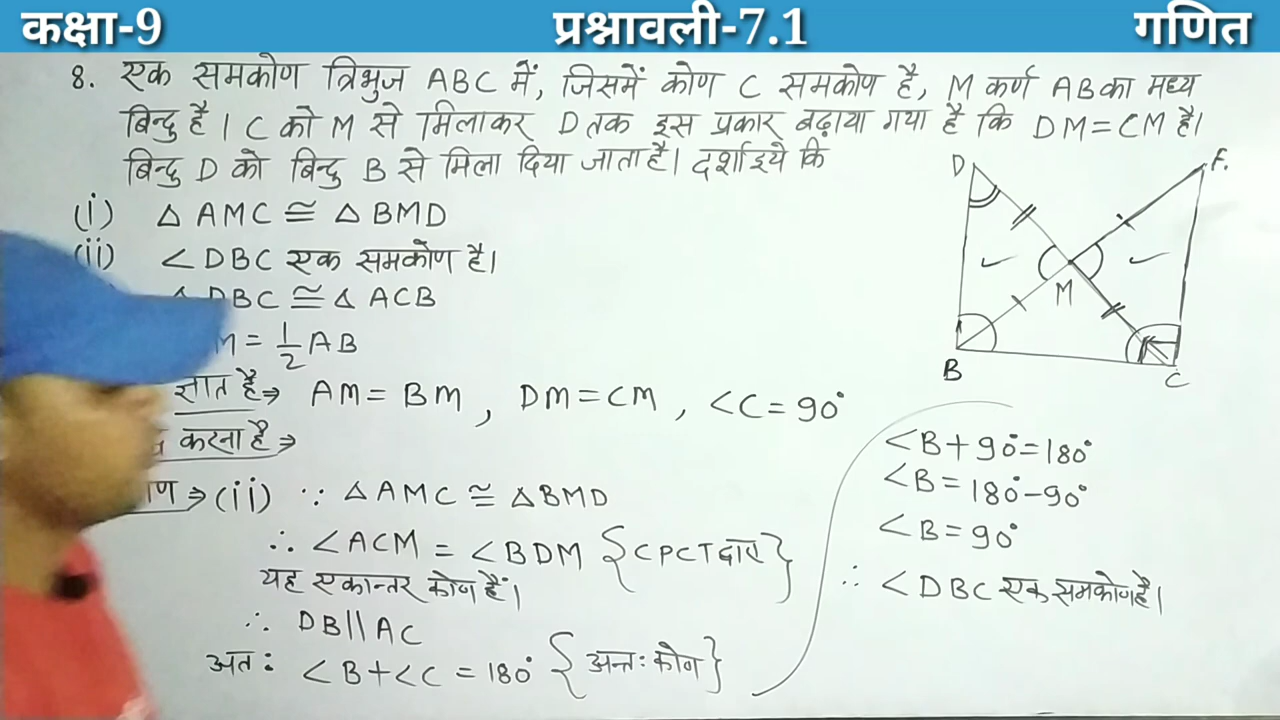 कक्षा-9
प्रश्नावली-7.1
गणित
8. एक समकोण त्रिभुज ABC में, जिसमें कोण C समकोण है, M कर्ण AB का मध्य
बिन्दु है। C को M से मिलाकर D तक इस प्रकार बढ़ाया गया है कि DM=CM है।
बिन्दु D को बिन्दु B से मिला दिया जाता है। दर्शाइये कि
(i) △ AMC ≅ △ BMD
(ii) ∠DBC एक समकोण है।
DBC ≅ △ ACB
M = 1/2 AB
ज्ञात है⇒ AM = BM, DM=CM, ∠C = 90°
करना है⇒
⇒(ii) ∵ △AMC ≅ △BMD
∴ ∠ACM = ∠BDM {CPCT द्वारा}
यह एकान्तर कोण हैं।
∴ DB||AC
अतः ∠B+∠C = 180° {अन्तः कोण}
∠B+90°=180°
∠B=180°-90°
∠B=90°
∴ ∠DBC एक समकोण है।
D
M
B
C